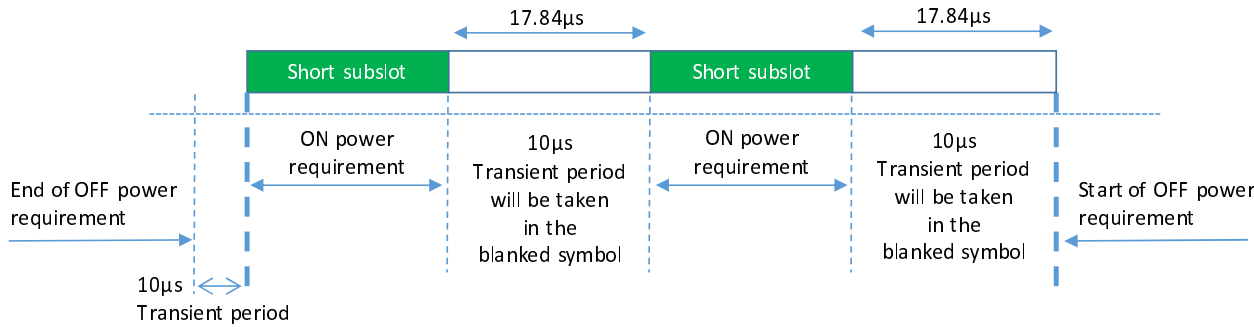 17.84µs
17.84µs
Short subslot
Short subslot
ON power
requirement
10µs
Transient period
will be taken
in the
blanked symbol
ON power
requirement
10µs
Transient period
will be taken
in the
blanked symbol
End of OFF power
requirement
Start of OFF power
requirement
10µs
Transient period